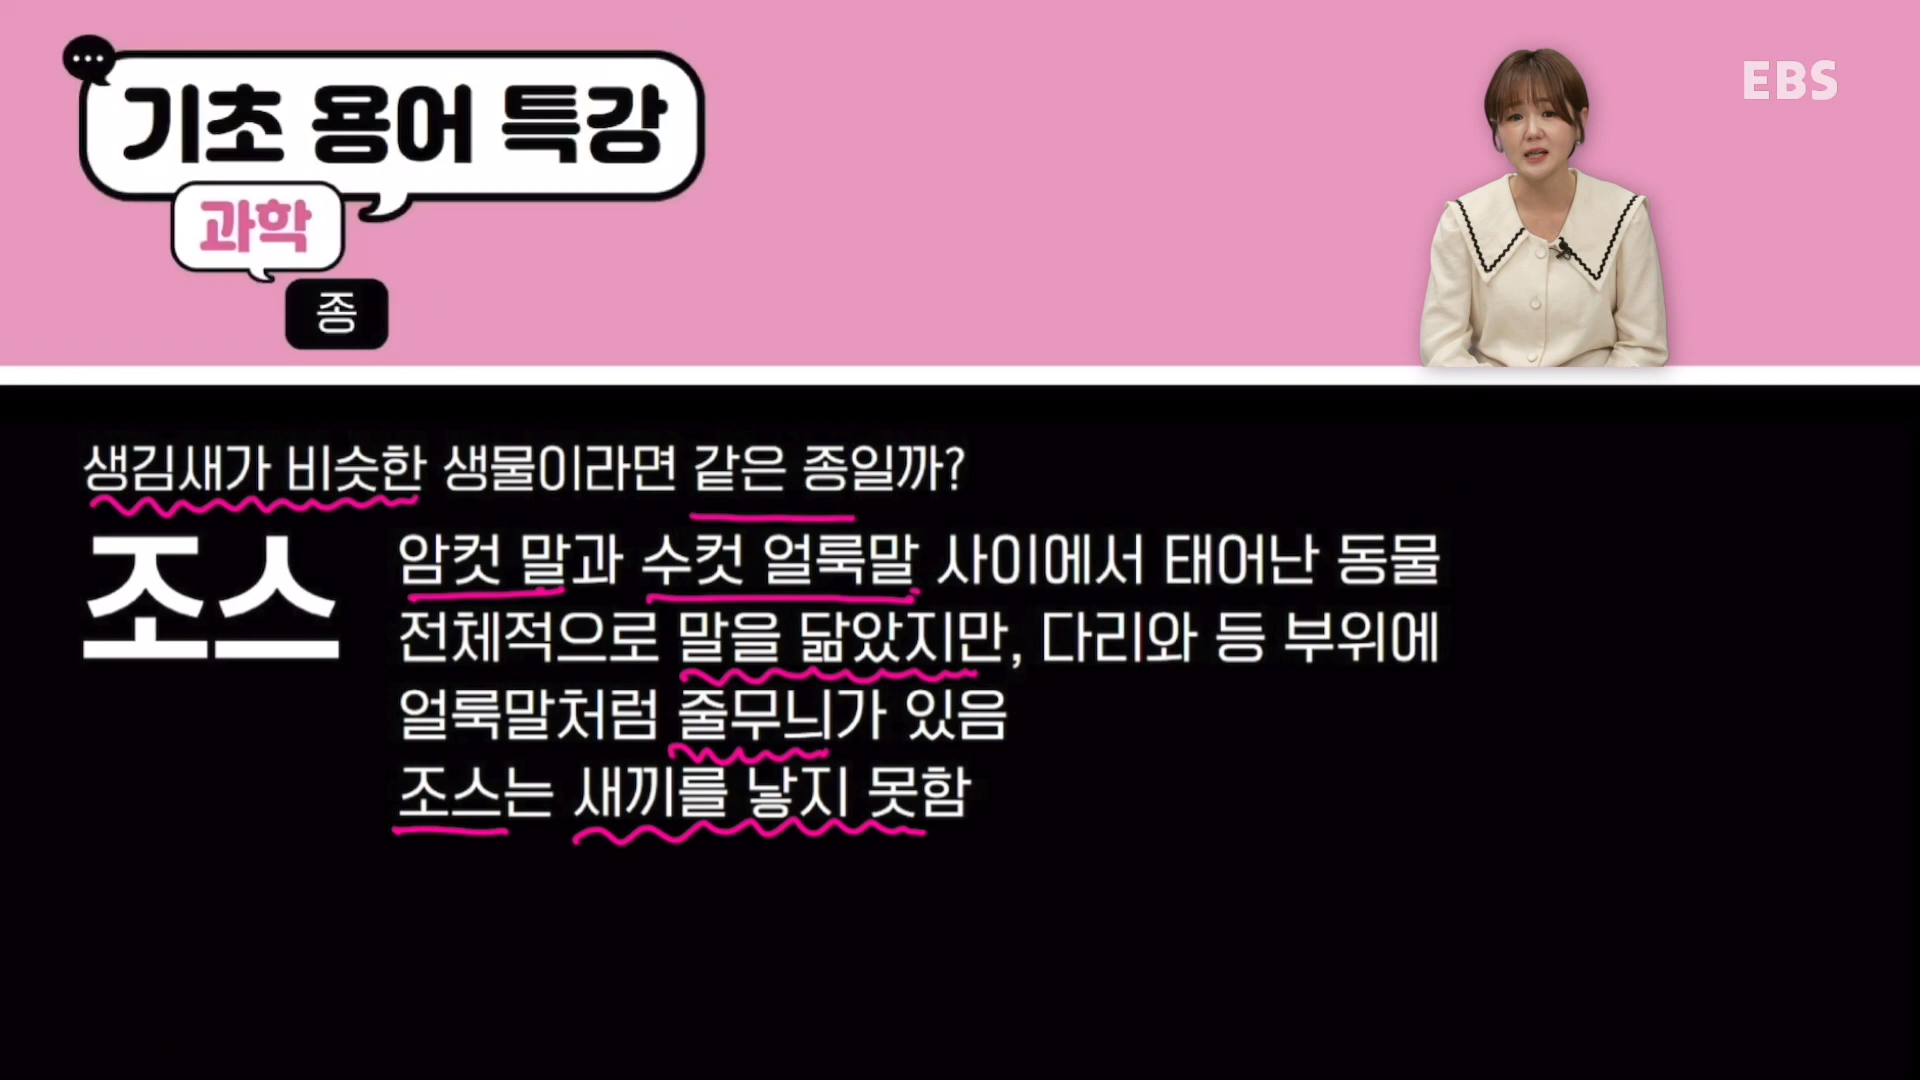 기초 용어 특강
과학
종
EBS
생김새가 비슷한 생물이라면 같은 종일까?
조스
암컷 말과 수컷 얼룩말 사이에서 태어난 동물
전체적으로 말을 닮았지만, 다리와 등 부위에
얼룩말처럼 줄무늬가 있음
조스는 새끼를 낳지 못함